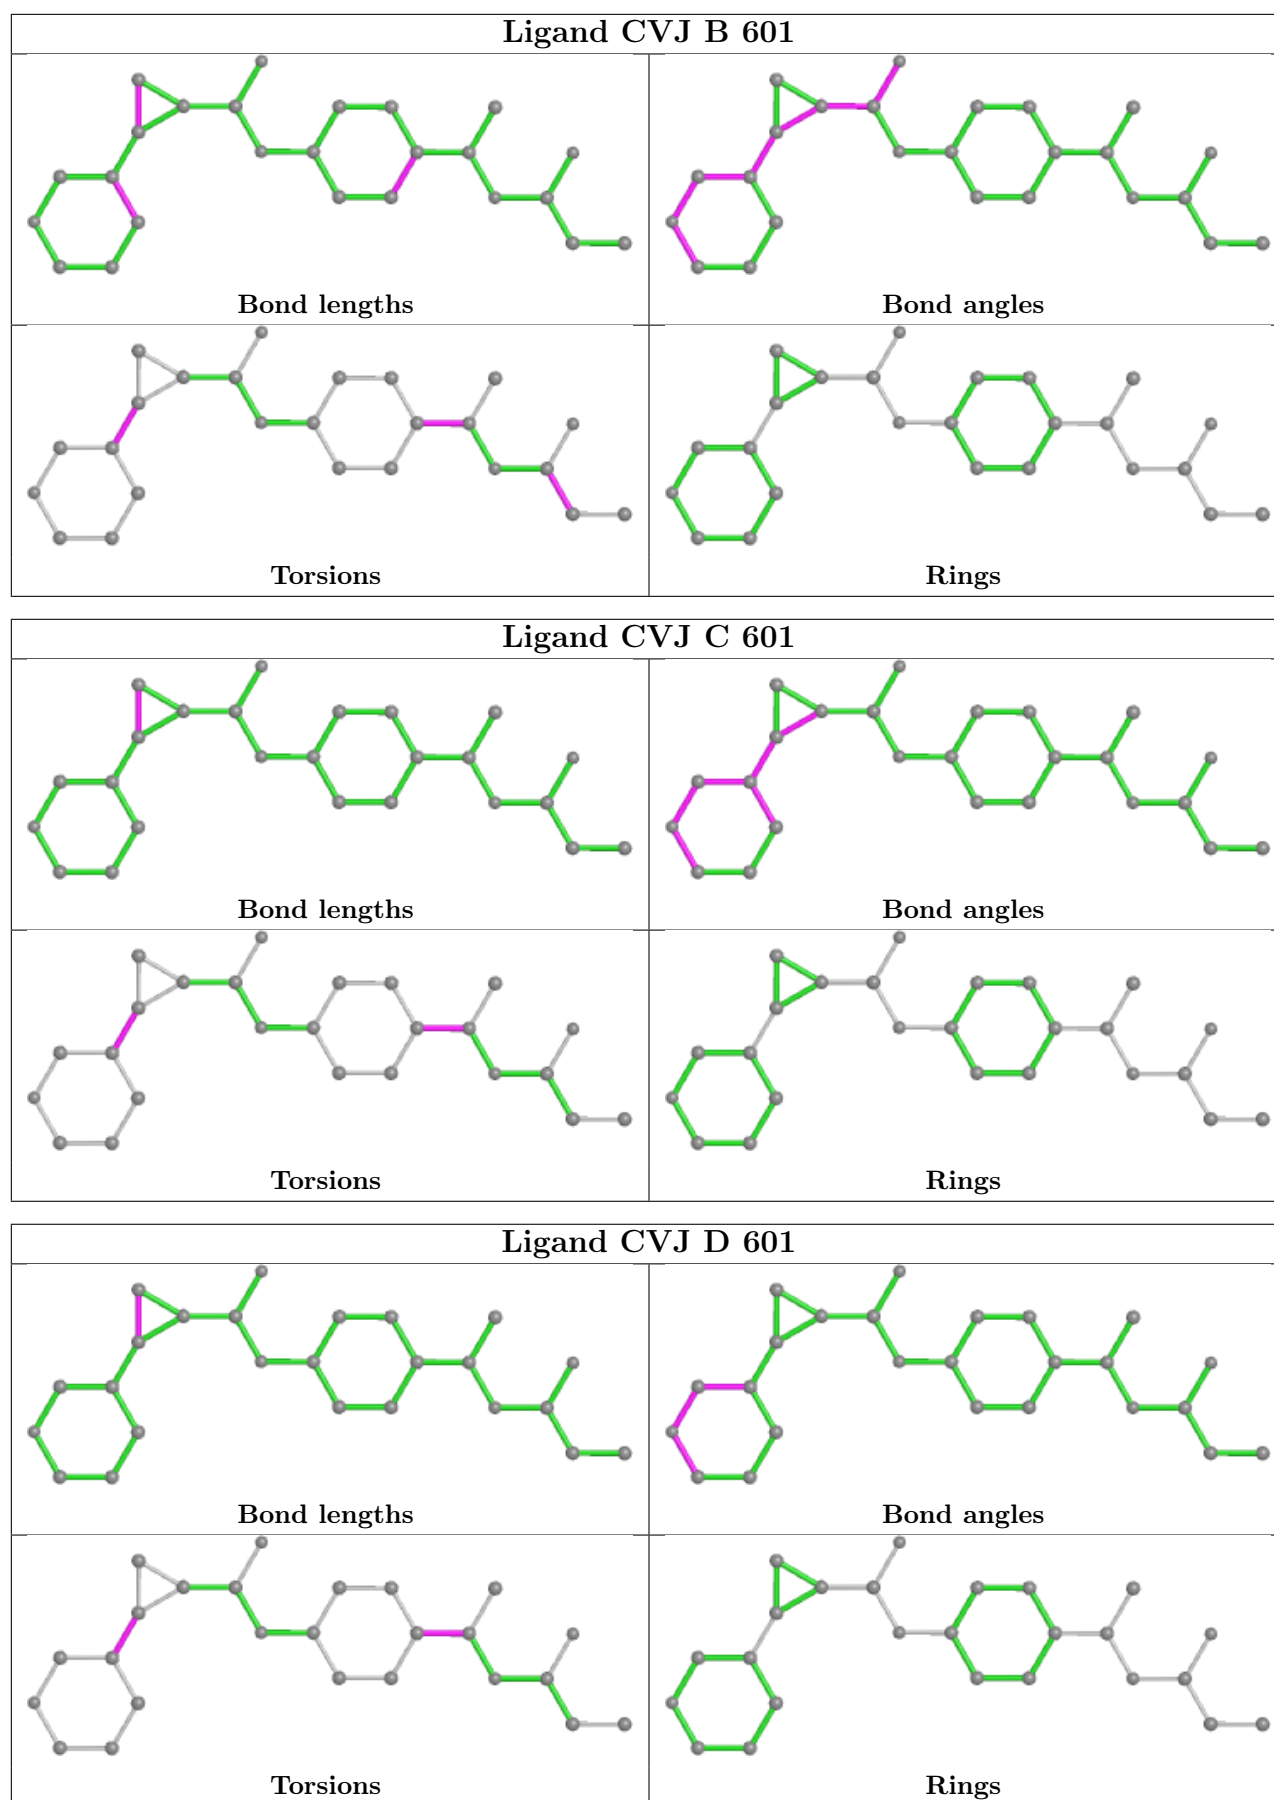 Ligand CVJ B 601
Bond lengths
Bond angles
Torsions
Rings
Ligand CVJ C 601
Bond lengths
Bond angles
Torsions
Rings
Ligand CVJ D 601
Bond lengths
Bond angles
Torsions
Rings